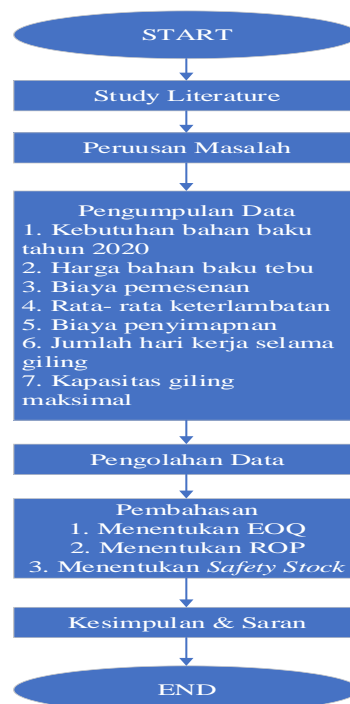 START
Study Literature
Peruusan Masalah
Pengumpulan Data
1. Kebutuhan bahan baku
tahun 2020
2. Harga bahan baku tebu
3. Biaya pemesenan
4. Rata- rata keterlambatan
5. Biaya penyimapnan
6. Jumlah hari kerja selama
giling
7. Kapasitas giling
maksimal
Pengolahan Data
Pembahasan
1. Menentukan EOQ
2. Menentukan ROP
3. Menentukan Safety Stock
Kesimpulan & Saran
END